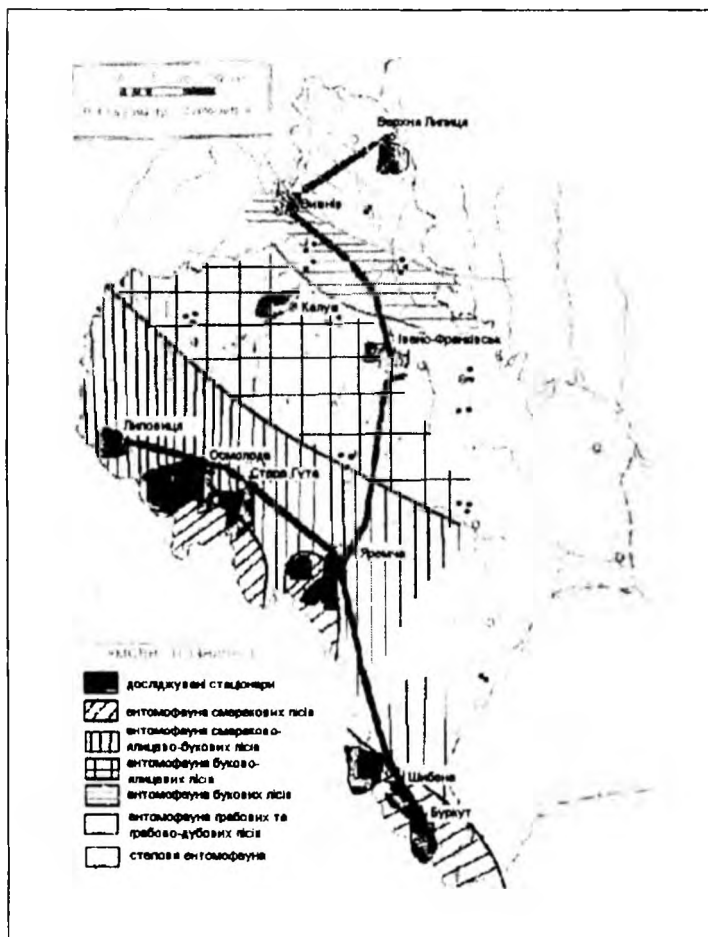 Верхня Липиця
Калуш
Івано-Франківськ
Липовиця
Осмолода
Стара Гута
Яремча
Шибене
Буркут
досліджувані стаціонари
ентомофауна смерекових лісів
ентомофауна смереково-
ялицево-букових лісів
ентомофауна буково-
ялицевих лісів
ентомофауна букових лісів
ентомофауна грабових та
грабово-дубових лісів
степова ентомофауна